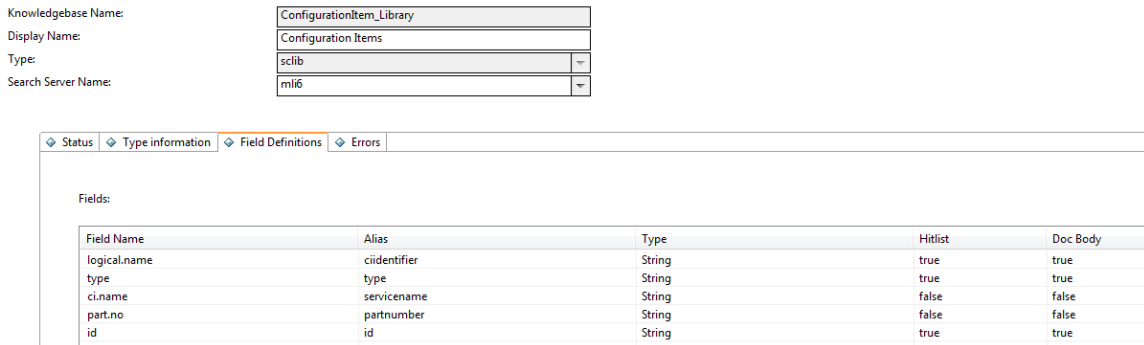 Knowledgebase Name: ConfigurationItem_Library
Display Name: Configuration Items
Type: sclib
Search Server Name: mli6
Status Type information Field Definitions Errors
Fields:
Field Name Alias Type Hitlist Doc Body
logical.name ciidentifier String true true
type type String true true
ci.name servicename String false false
part.no partnumber String false false
id id String true true